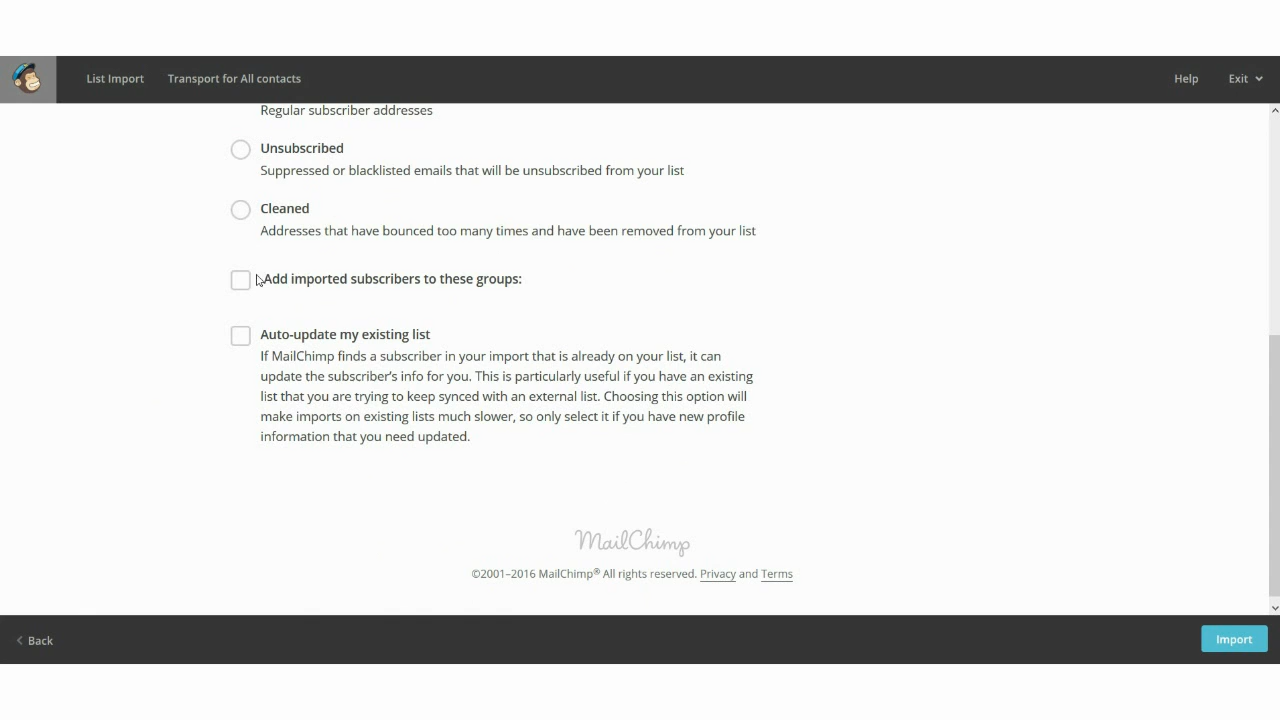 List Import
Transport for All contacts
Help
Exit
Regular subscriber addresses
Unsubscribed
Suppressed or blacklisted emails that will be unsubscribed from your list
Cleaned
Addresses that have bounced too many times and have been removed from your list
Add imported subscribers to these groups:
Auto-update my existing list
If MailChimp finds a subscriber in your import that is already on your list, it can
update the subscriber's info for you. This is particularly useful if you have an existing
list that you are trying to keep synced with an external list. Choosing this option will
make imports on existing lists much slower, so only select it if you have new profile
information that you need updated.
MailChimp
©2001–2016 MailChimp® All rights reserved. Privacy and Terms
Back
Import